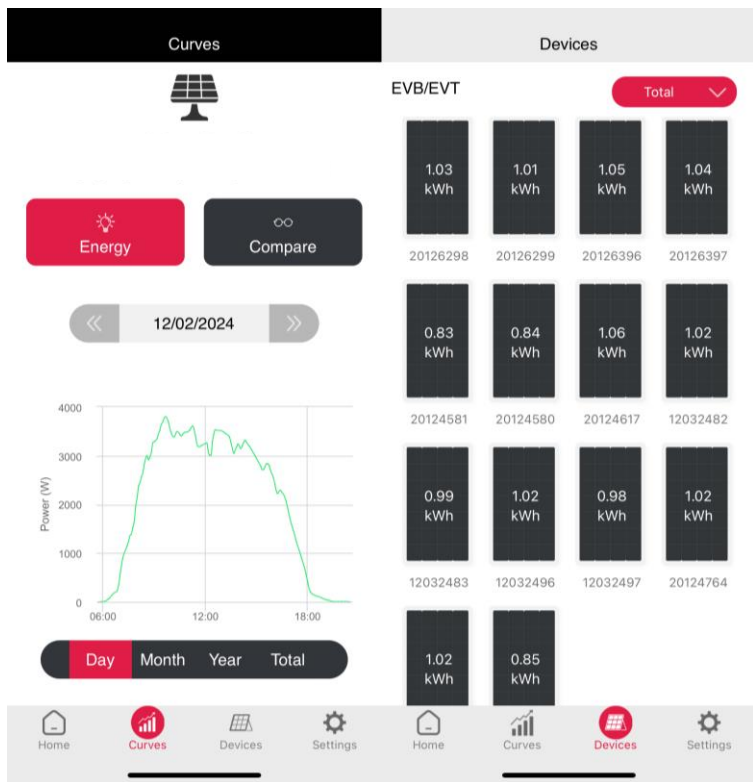 Curves
Energy
Compare
12/02/2024
4000
3000
2000
1000
0
Power (W)
06:00
12:00
18:00
Day
Month
Year
Total
Home
Curves
Devices
Settings
Devices
EVB/EVT
Total
1.03
kWh
1.01
kWh
1.05
kWh
1.04
kWh
20126298
20126299
20126396
20126397
0.83
kWh
0.84
kWh
1.06
kWh
1.02
kWh
20124581
20124580
20124617
12032482
0.99
kWh
1.02
kWh
0.98
kWh
1.02
kWh
12032483
12032496
12032497
20124764
1.02
kWh
0.85
kWh
Home
Curves
Devices
Settings